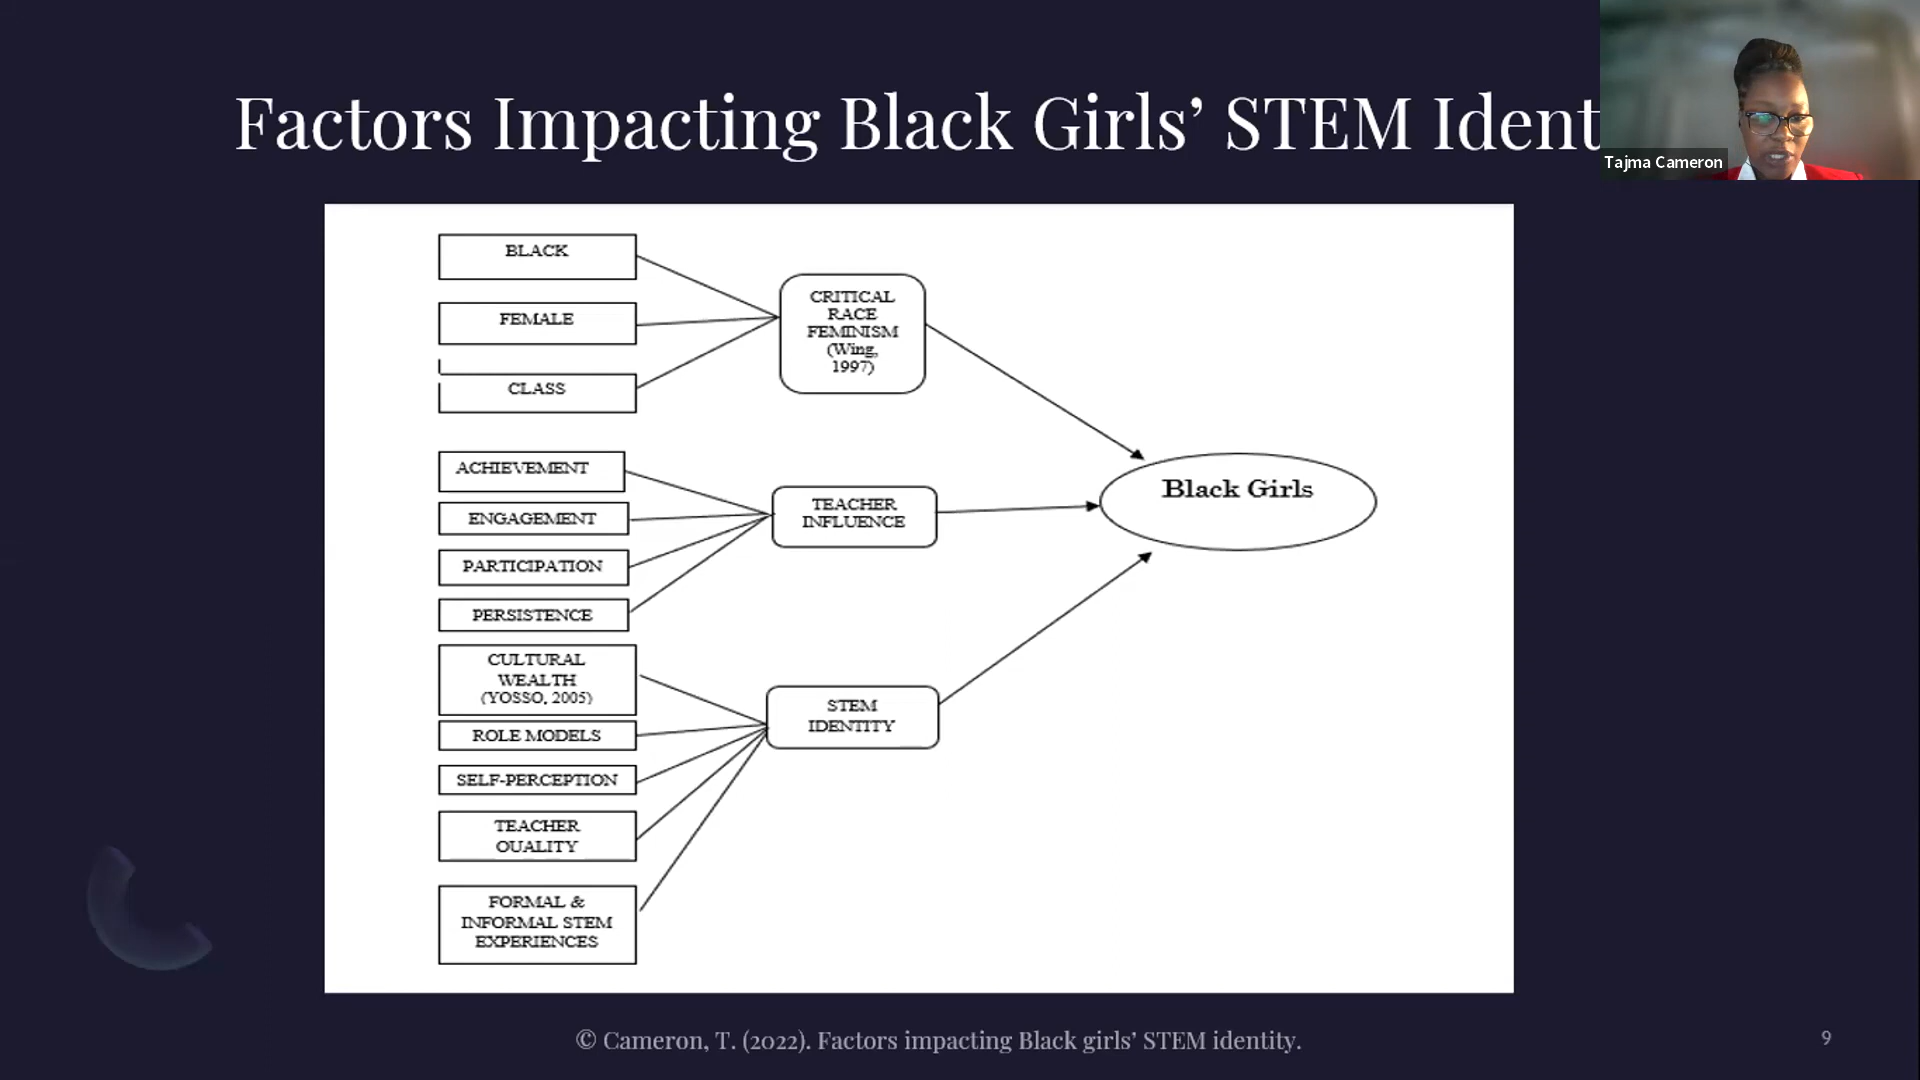 Factors Impacting Black Girls’ STEM Ident
Tajma Cameron
BLACK
FEMALE
CLASS
CRITICAL
RACE
FEMINISM
(Wing,
1997)
ACHIEVEMENT
ENGAGEMENT
PARTICIPATION
PERSISTENCE
TEACHER
INFLUENCE
Black Girls
CULTURAL
WEALTH
(YOSSO, 2005)
ROLE MODELS
SELF-PERCEPTION
TEACHER
QUALITY
FORMAL &
INFORMAL STEM
EXPERIENCES
STEM
IDENTITY
© Cameron, T. (2022). Factors impacting Black girls’ STEM identity.
9